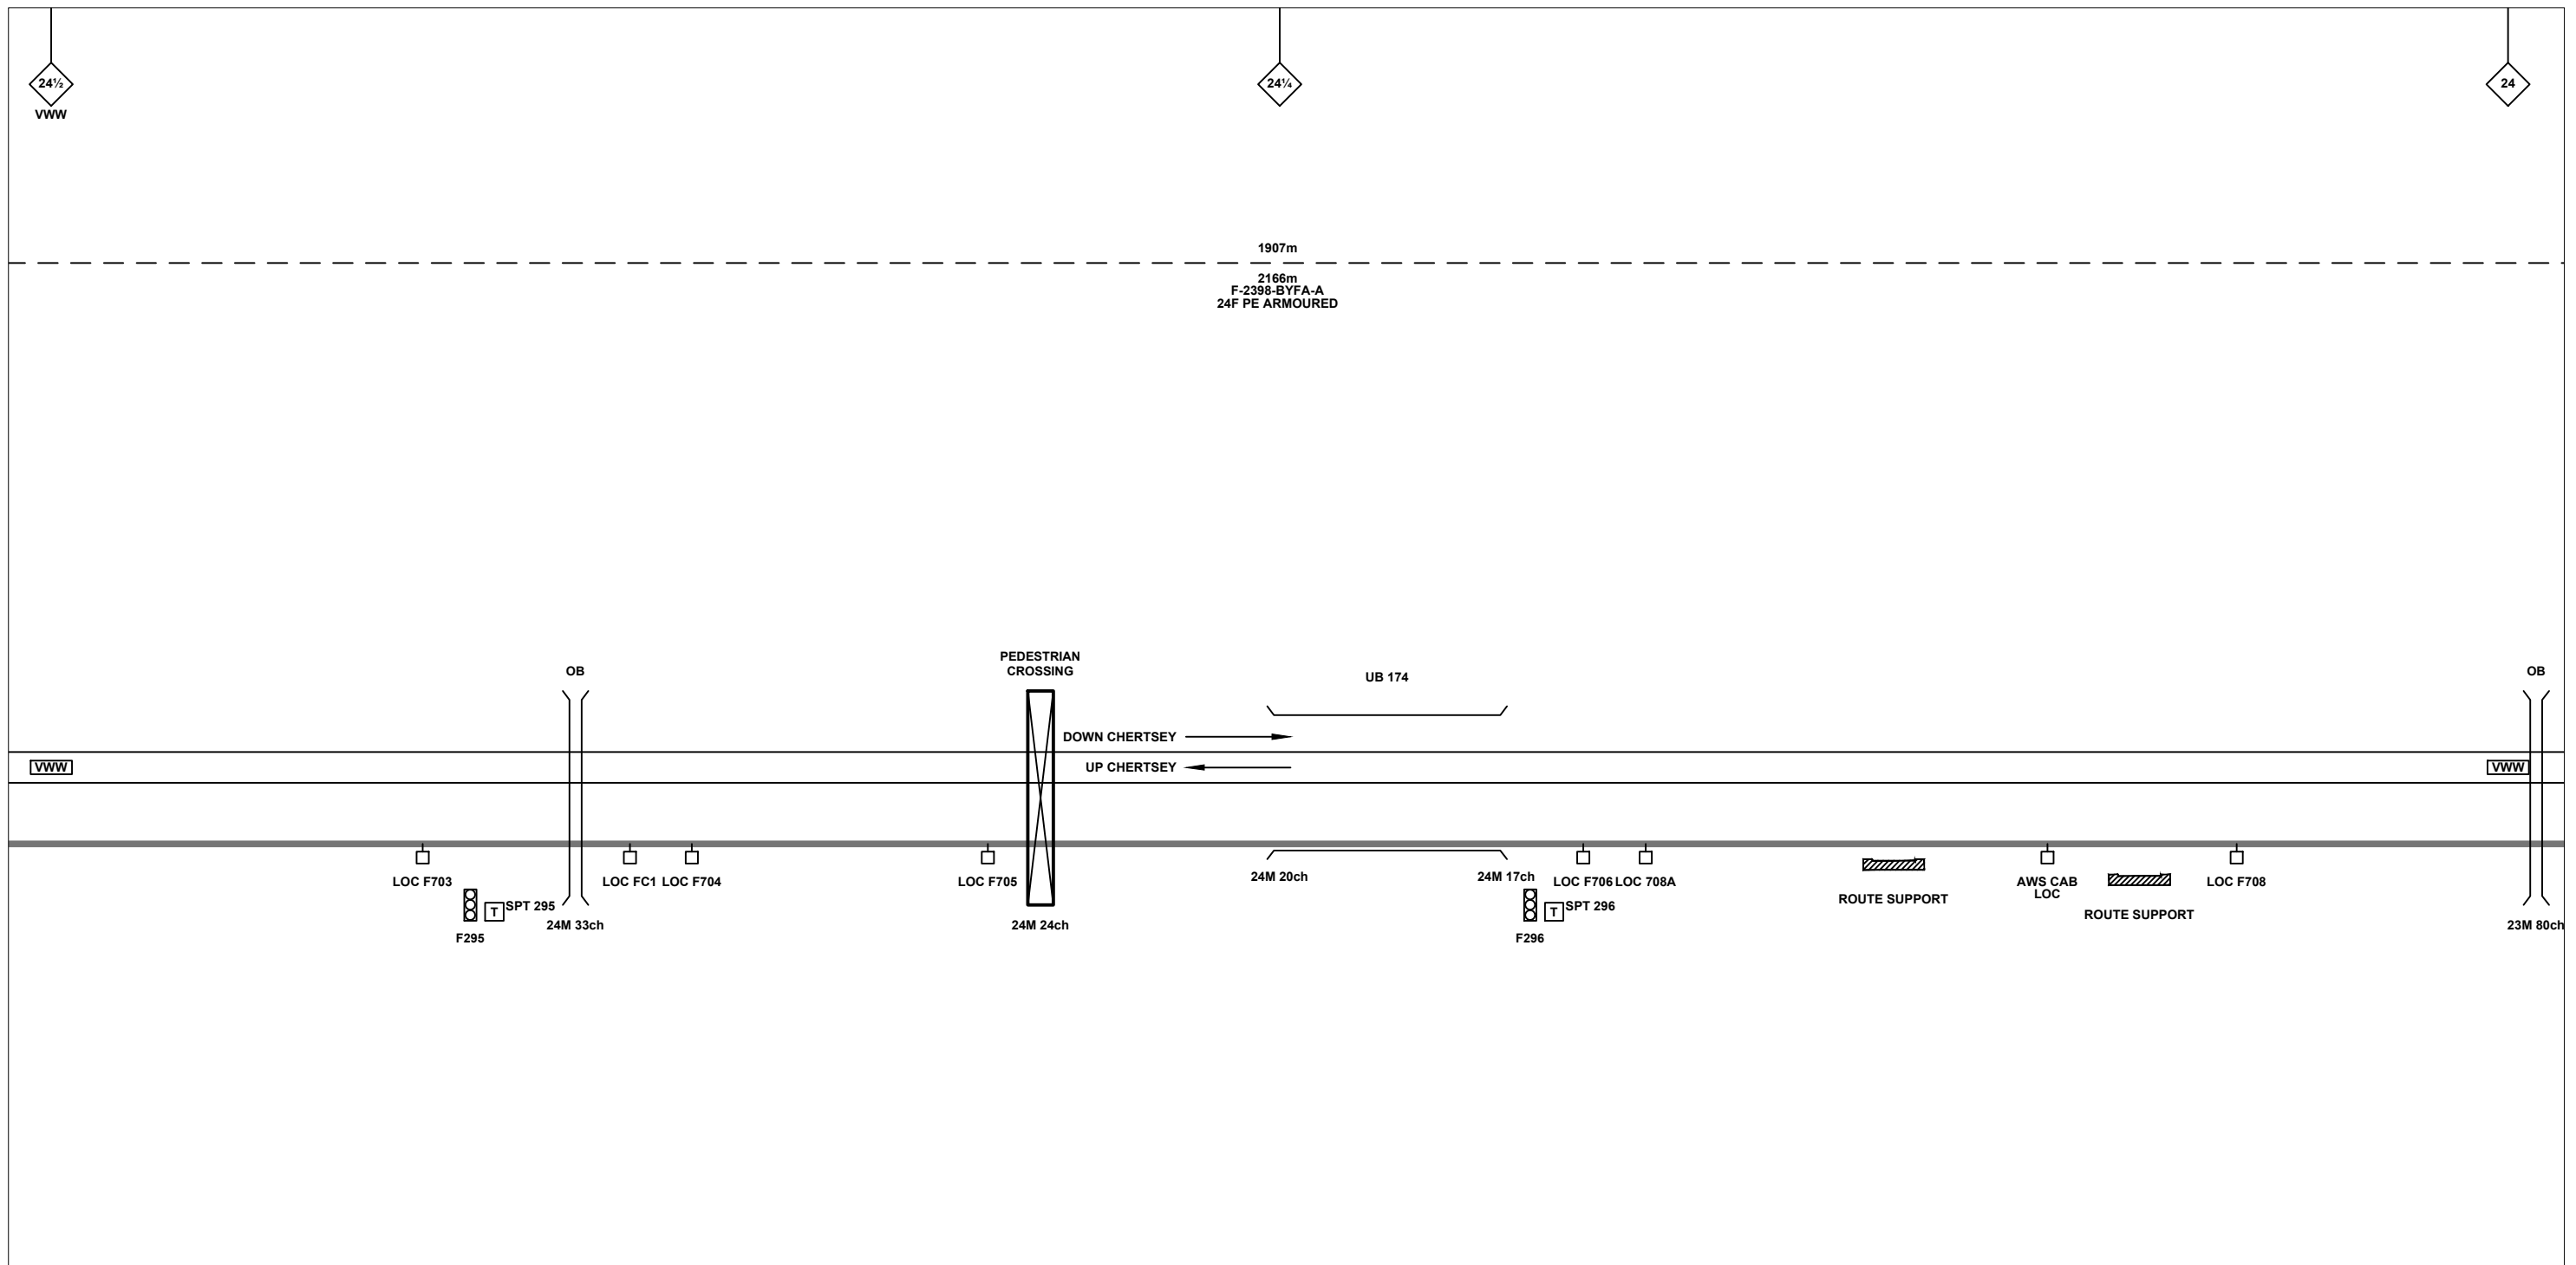 24½
24¼
24
VWW
1907m
2166m
F-2398-BYFA-A
24F PE ARMOURED
PEDESTRIAN
CROSSING
OB
UB 174
OB
DOWN CHERTSEY
VWW
UP CHERTSEY
VWW
LOC F703
LOC FC1
LOC F704
LOC F705
24M 20ch
24M 17ch
LOC F706
LOC 708A
ROUTE SUPPORT
AWS CAB
LOC
LOC F708
T
SPT 295
T
SPT 296
ROUTE SUPPORT
F295
24M 33ch
24M 24ch
F296
23M 80ch